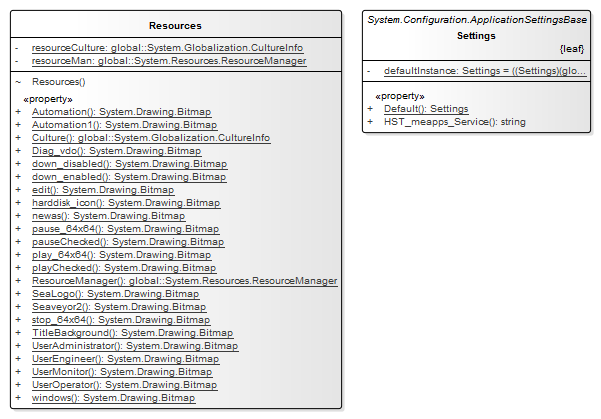 Resources
- resourceCulture: global::System.Globalization.CultureInfo
- resourceMan: global::System.Resources.ResourceManager
~ Resources()
«property»
+ Automation(): System.Drawing.Bitmap
+ Automation1(): System.Drawing.Bitmap
+ Culture(): global::System.Globalization.CultureInfo
+ Diag_vdo(): System.Drawing.Bitmap
+ down_disabled(): System.Drawing.Bitmap
+ down_enabled(): System.Drawing.Bitmap
+ edit(): System.Drawing.Bitmap
+ harddisk_icon(): System.Drawing.Bitmap
+ newas(): System.Drawing.Bitmap
+ pause_64x64(): System.Drawing.Bitmap
+ pauseChecked(): System.Drawing.Bitmap
+ play_64x64(): System.Drawing.Bitmap
+ playChecked(): System.Drawing.Bitmap
+ ResourceManager(): global::System.Resources.ResourceManager
+ SeaLogo(): System.Drawing.Bitmap
+ Seaveyor2(): System.Drawing.Bitmap
+ stop_64x64(): System.Drawing.Bitmap
+ TitleBackground(): System.Drawing.Bitmap
+ UserAdministrator(): System.Drawing.Bitmap
+ UserEngineer(): System.Drawing.Bitmap
+ UserMonitor(): System.Drawing.Bitmap
+ UserOperator(): System.Drawing.Bitmap
+ windows(): System.Drawing.Bitmap
System.Configuration.ApplicationSettingsBase
Settings
{leaf}
- defaultInstance: Settings = ((Settings)(glo...
«property»
+ Default(): Settings
+ HST_meapps_Service(): string